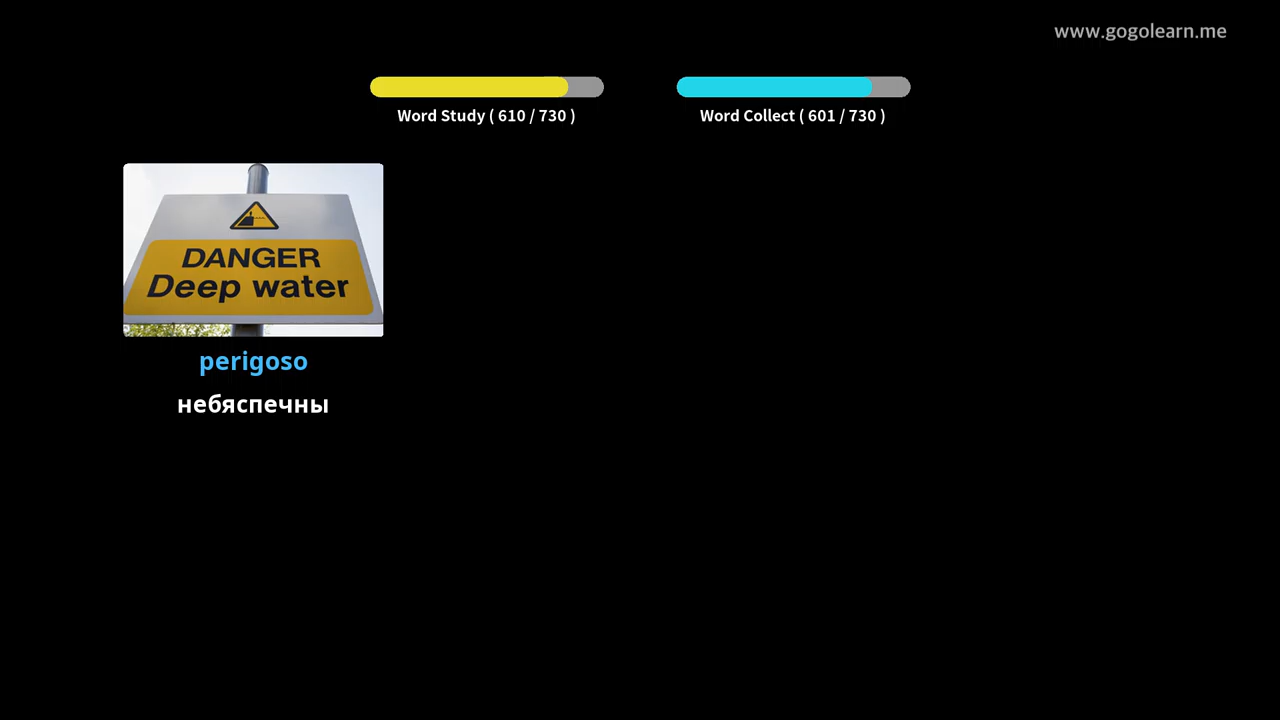 www.gogolearn.me
Word Study ( 610 / 730 )
Word Collect ( 601 / 730 )
DANGER
Deep water
perigoso
небяспечны